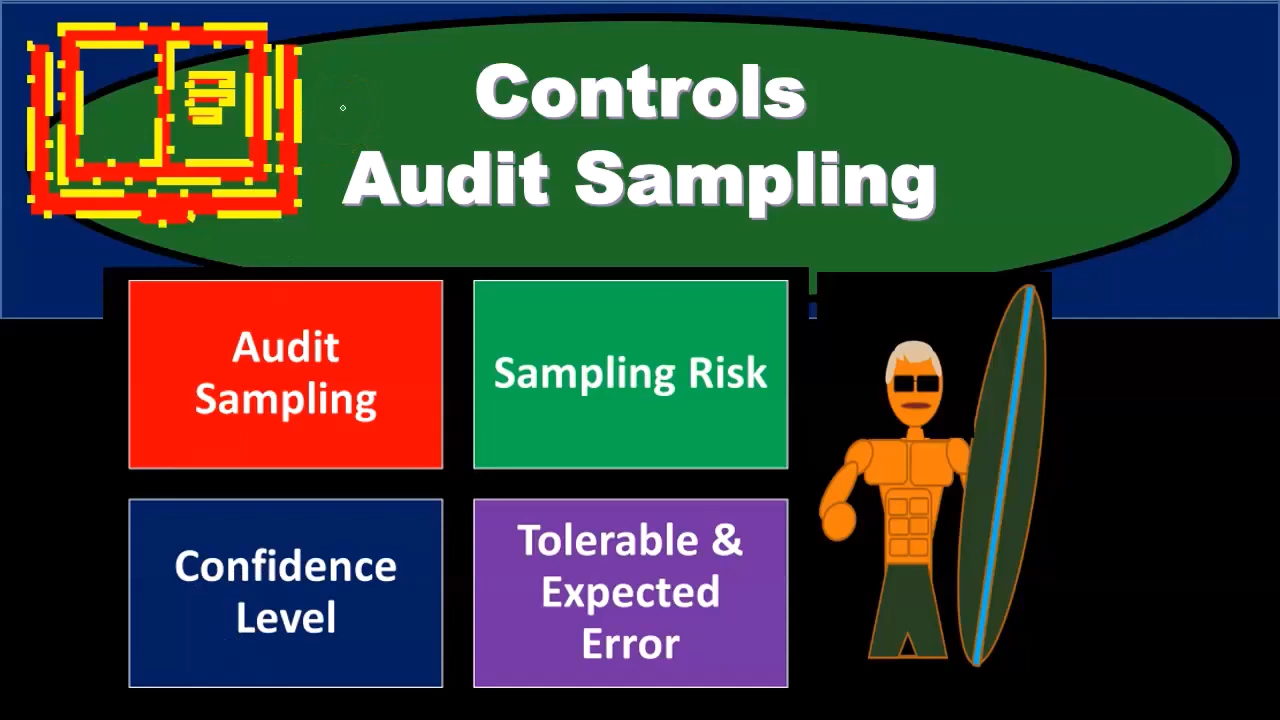 Controls
Audit Sampling
Audit
Sampling
Sampling Risk
Confidence
Level
Tolerable &
Expected
Error